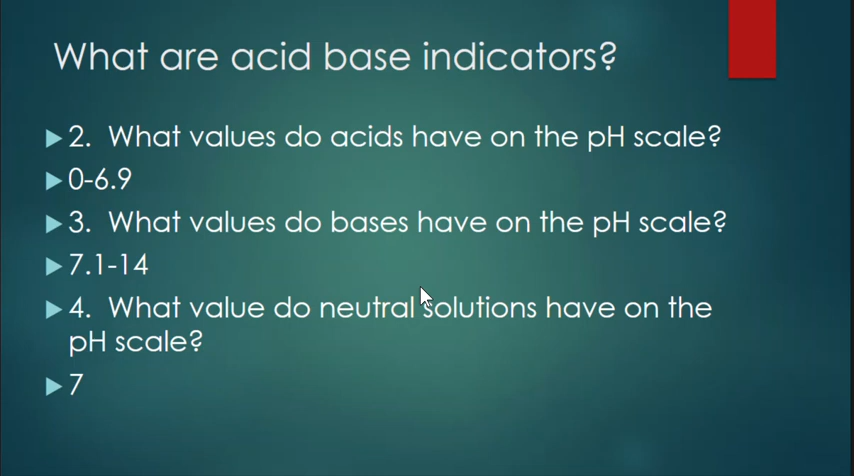 What are acid base indicators?
2. What values do acids have on the pH scale?
0-6.9
3. What values do bases have on the pH scale?
7.1-14
4. What value do neutral solutions have on the
pH scale?
7